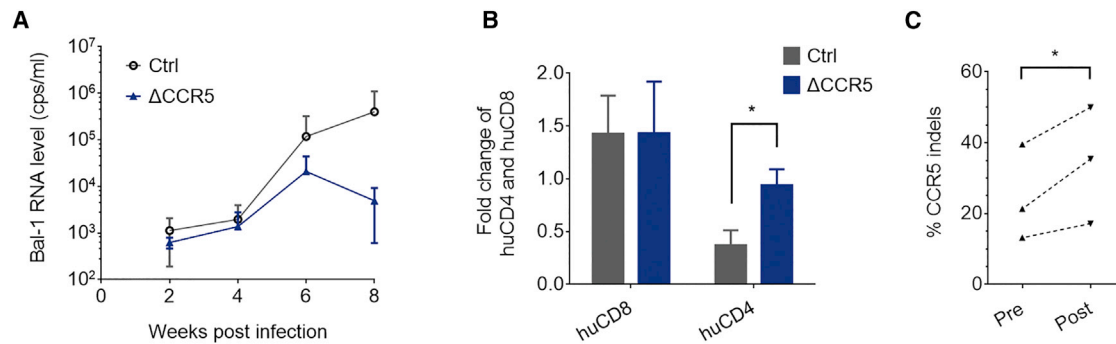 A
Bal-1 RNA level (cps/ml)
10⁷
10⁶
10⁵
10⁴
10³
10²
Ctrl
ΔCCR5
0
2
4
6
8
Weeks post infection
B
Fold change of
huCD4 and huCD8
2.0
1.5
1.0
0.5
0.0
Ctrl
ΔCCR5
*
huCD8
huCD4
C
% CCR5 indels
60
40
20
0
*
Pre
Post